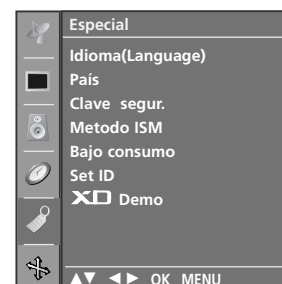 Especial
Idioma(Language)
País
Clave segur.
Metodo ISM
Bajo consumo
Set ID
XD Demo
▲▼ ◄► OK MENU